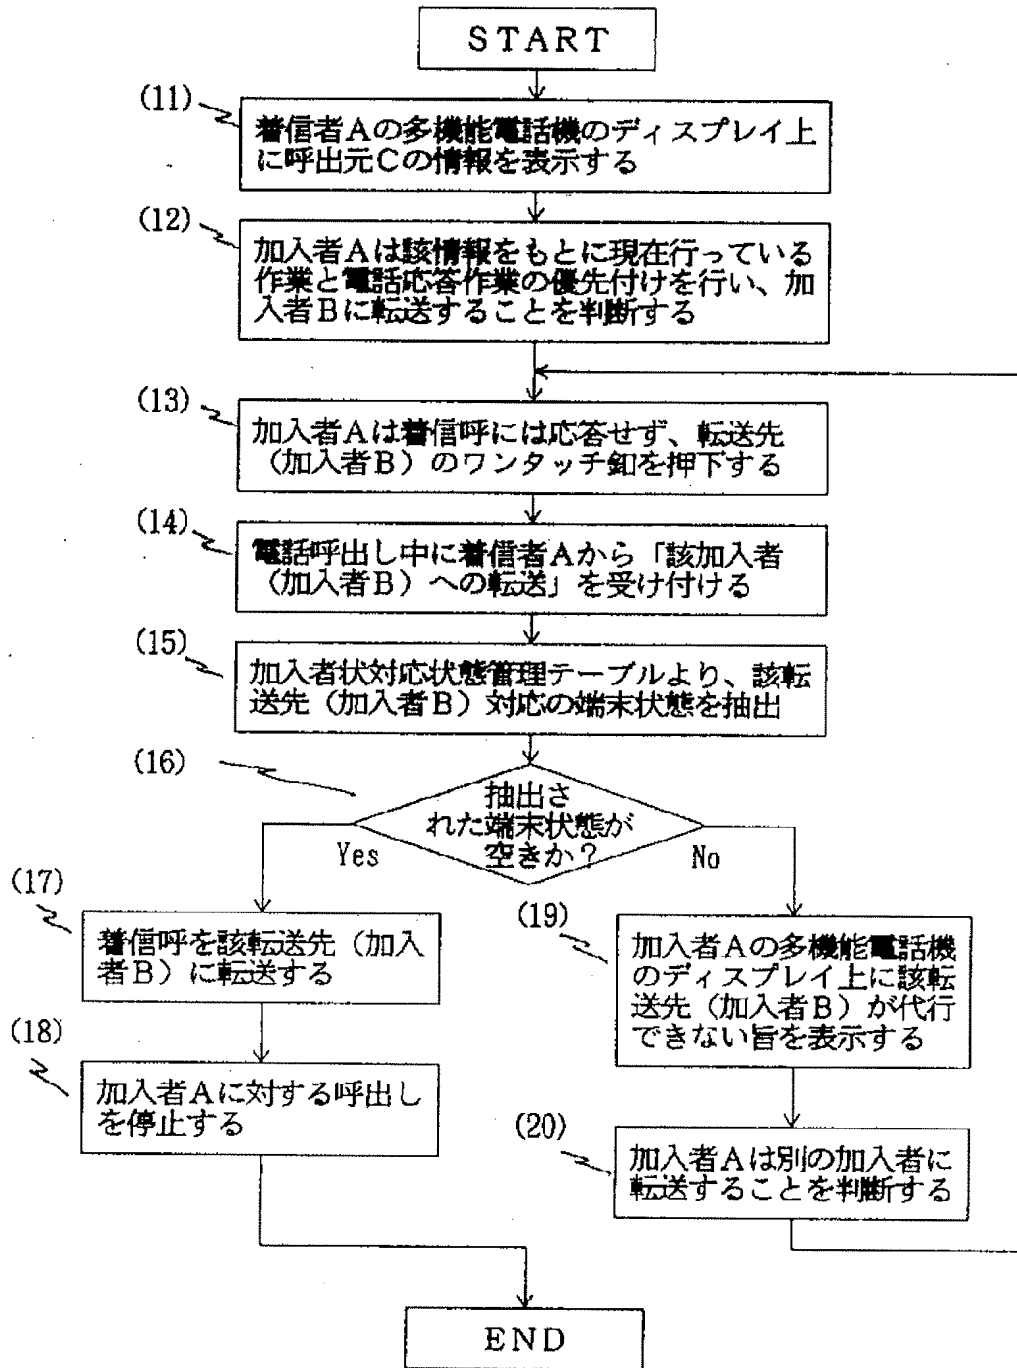 START
(11)
着信者Aの多機能電話機のディスプレイ上
に呼出元Cの情報を表示する
(12)
加入者Aは該情報をもとに現在行っている
作業と電話応答作業の優先付けを行い、加
入者Bに転送することを判断する
(13)
加入者Aは着信呼には応答せず、転送先
(加入者B)のワンタッチ釦を押下する
(14)
電話呼出し中に着信者Aから「該加入者
(加入者B)への転送」を受け付ける
(15)
加入者状対応状態管理テーブルより、該転
送先(加入者B)対応の端末状態を抽出
(16)
抽出さ
れた端末状態が
空きか?
Yes
No
(17)
着信呼を該転送先(加入
者B)に転送する
(18)
加入者Aに対する呼出し
を停止する
(19)
加入者Aの多機能電話機
のディスプレイ上に該転
送先(加入者B)が代行
できない旨を表示する
(20)
加入者Aは別の加入者に
転送することを判断する
END